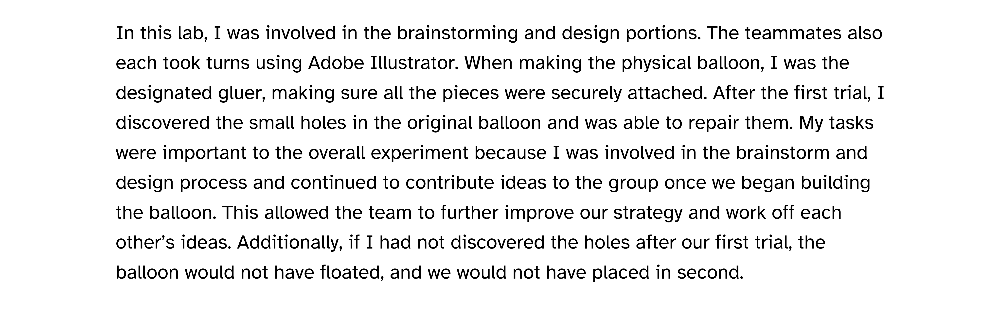 In this lab, I was involved in the brainstorming and design portions. The teammates also
each took turns using Adobe Illustrator. When making the physical balloon, I was the
designated gluer, making sure all the pieces were securely attached. After the first trial, I
discovered the small holes in the original balloon and was able to repair them. My tasks
were important to the overall experiment because I was involved in the brainstorm and
design process and continued to contribute ideas to the group once we began building
the balloon. This allowed the team to further improve our strategy and work off each
other’s ideas. Additionally, if I had not discovered the holes after our first trial, the
balloon would not have floated, and we would not have placed in second.